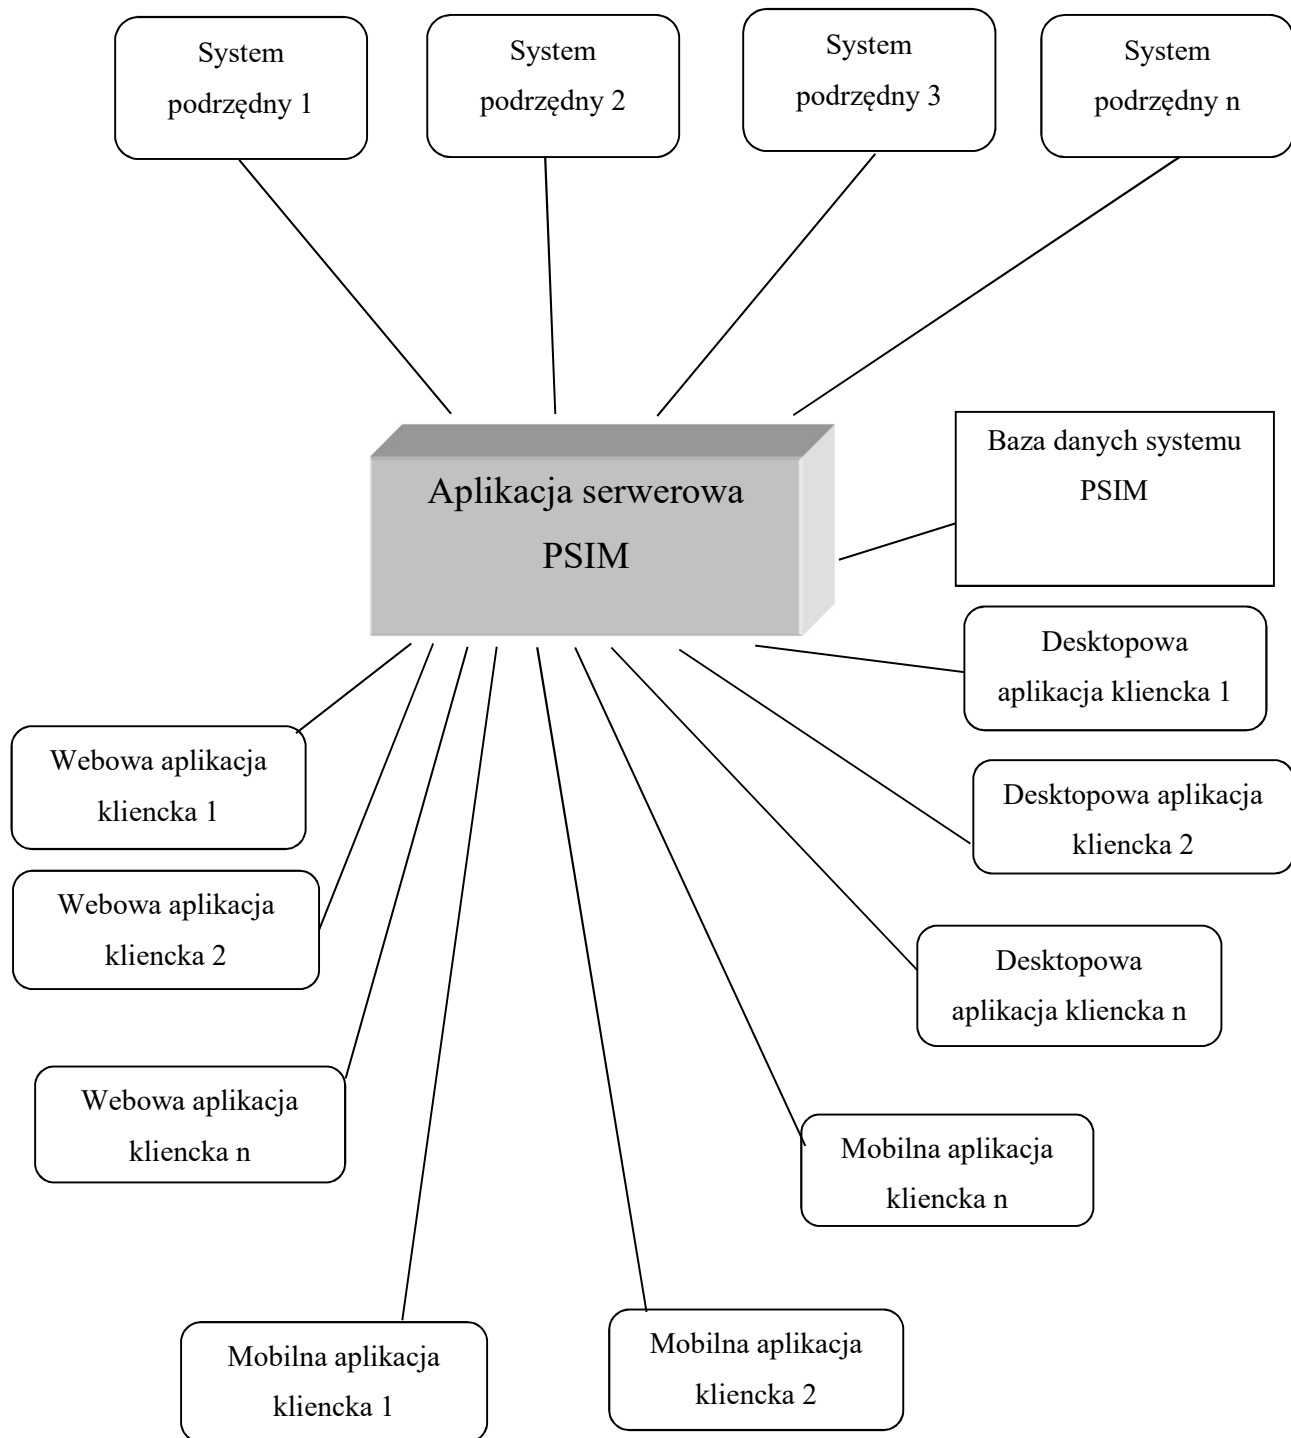 System
podrzędny 1
System
podrzędny 2
System
podrzędny 3
System
podrzędny n
Aplikacja serwerowa
PSIM
Baza danych systemu
PSIM
Desktopowa
aplikacja kliencka 1
Webowa aplikacja
kliencka 1
Desktopowa aplikacja
kliencka 2
Webowa aplikacja
kliencka 2
Desktopowa
aplikacja kliencka n
Webowa aplikacja
kliencka n
Mobilna aplikacja
kliencka n
Mobilna aplikacja
kliencka 1
Mobilna aplikacja
kliencka 2